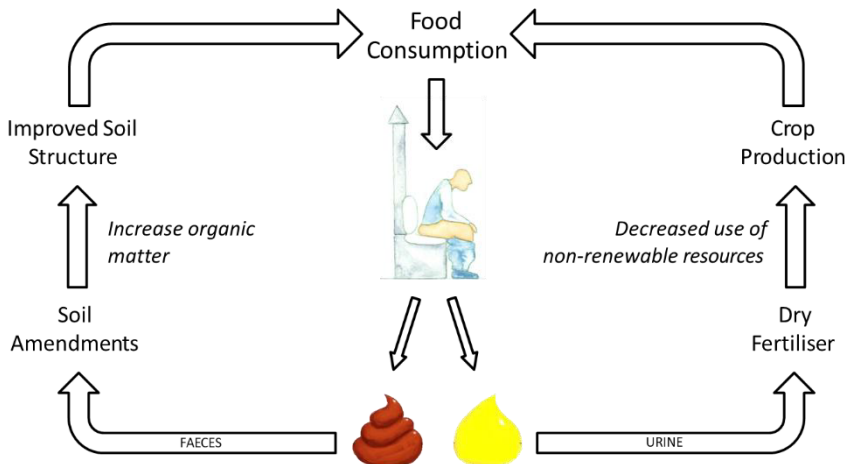 Food
Consumption
Improved Soil
Structure
Crop
Production
Increase organic
matter
Decreased use of
non-renewable resources
Soil
Amendments
Dry
Fertiliser
FAECES
URINE